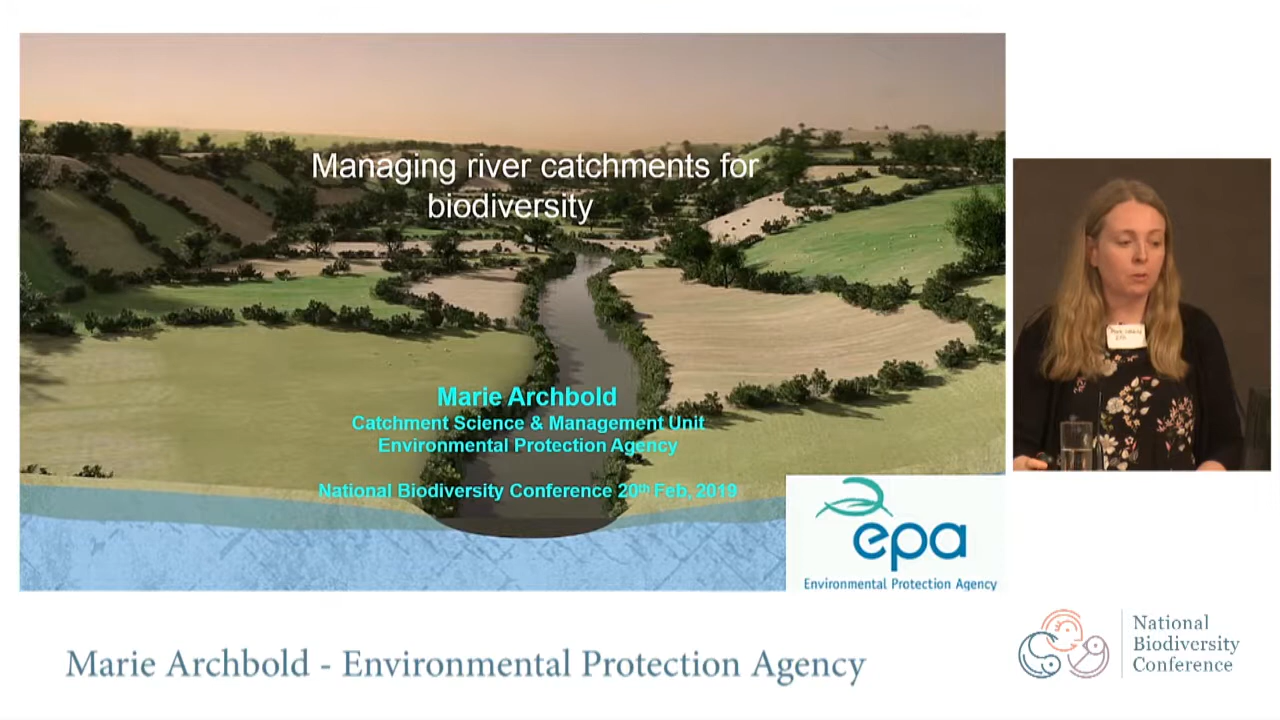 Managing river catchments for
biodiversity
Marie Archbold
Catchment Science & Management Unit
Environmental Protection Agency
National Biodiversity Conference 20th Feb, 2019
epa
Environmental Protection Agency
Marie Archbold - Environmental Protection Agency
National
Biodiversity
Conference